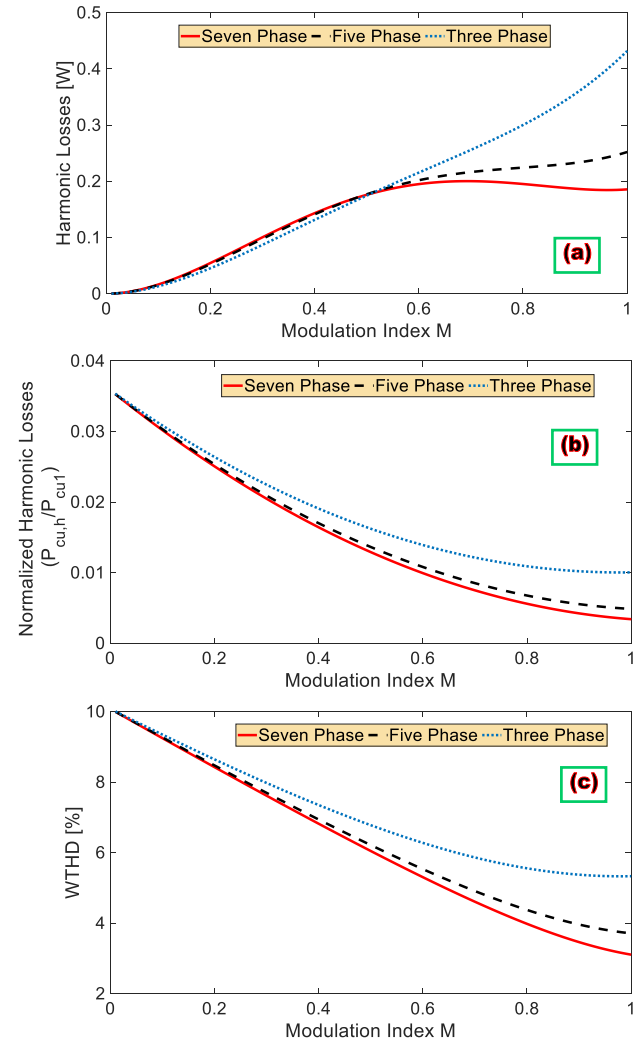 0.5
Seven Phase Five Phase Three Phase
0.4
0.3
0.2
0.1
0
Harmonic Losses [W]
(a)
0 0.2 0.4 0.6 0.8 1
Modulation Index M
0.04
Seven Phase Five Phase Three Phase
0.03
0.02
0.01
0
Normalized Harmonic Losses
(Pcu,h/Pcu1)
(b)
0 0.2 0.4 0.6 0.8 1
Modulation Index M
10
Seven Phase Five Phase Three Phase
8
6
4
2
WTHD [%]
(c)
0 0.2 0.4 0.6 0.8 1
Modulation Index M